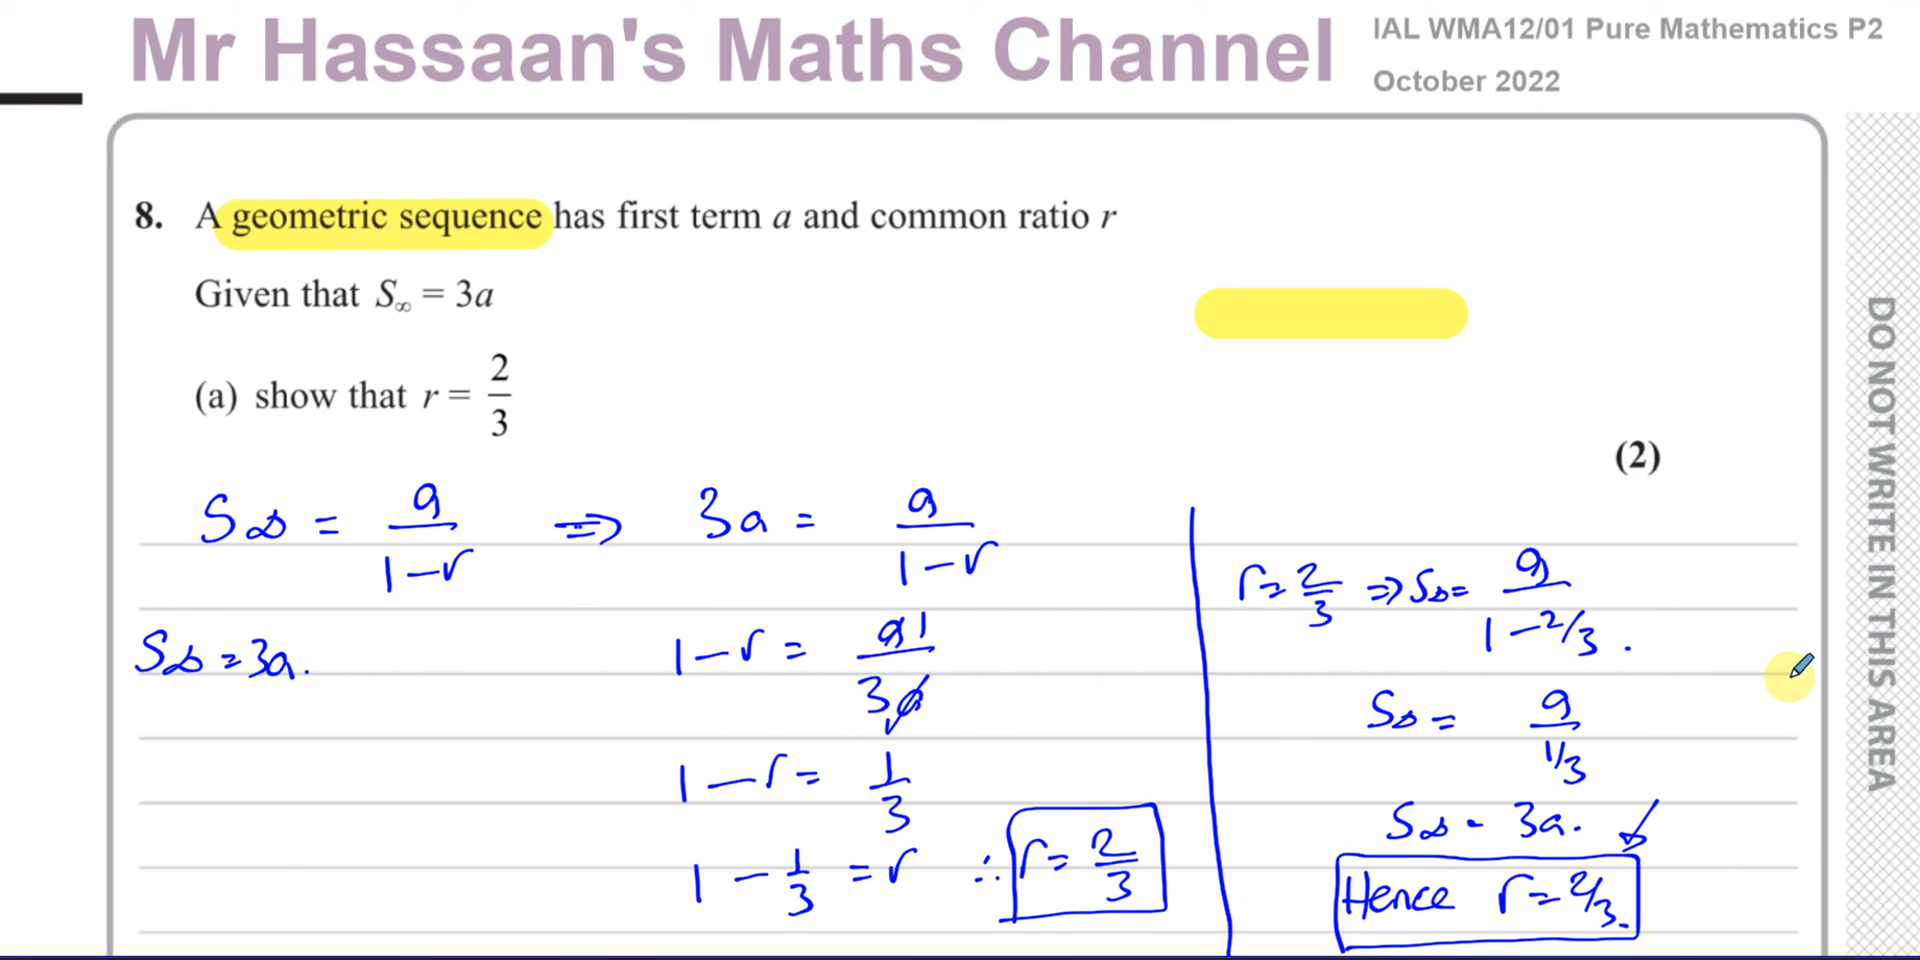 Mr Hassaan's Maths Channel
IAL WMA12/01 Pure Mathematics P2
October 2022
8. A geometric sequence has first term a and common ratio r
Given that S∞ = 3a
(a) show that r = 2/3
(2)
S∞ = a/(1-r) ⇒ 3a = a/(1-r)
S∞ = 3a.
1-r = a1/3a
1-r = 1/3
1 - 1/3 = r ∴ r = 2/3
r = 2/3 ⇒ S∞ = a/(1-2/3).
S∞ = a/(1/3)
S∞ = 3a. ✓
Hence r = 2/3.
DO NOT WRITE IN THIS AREA